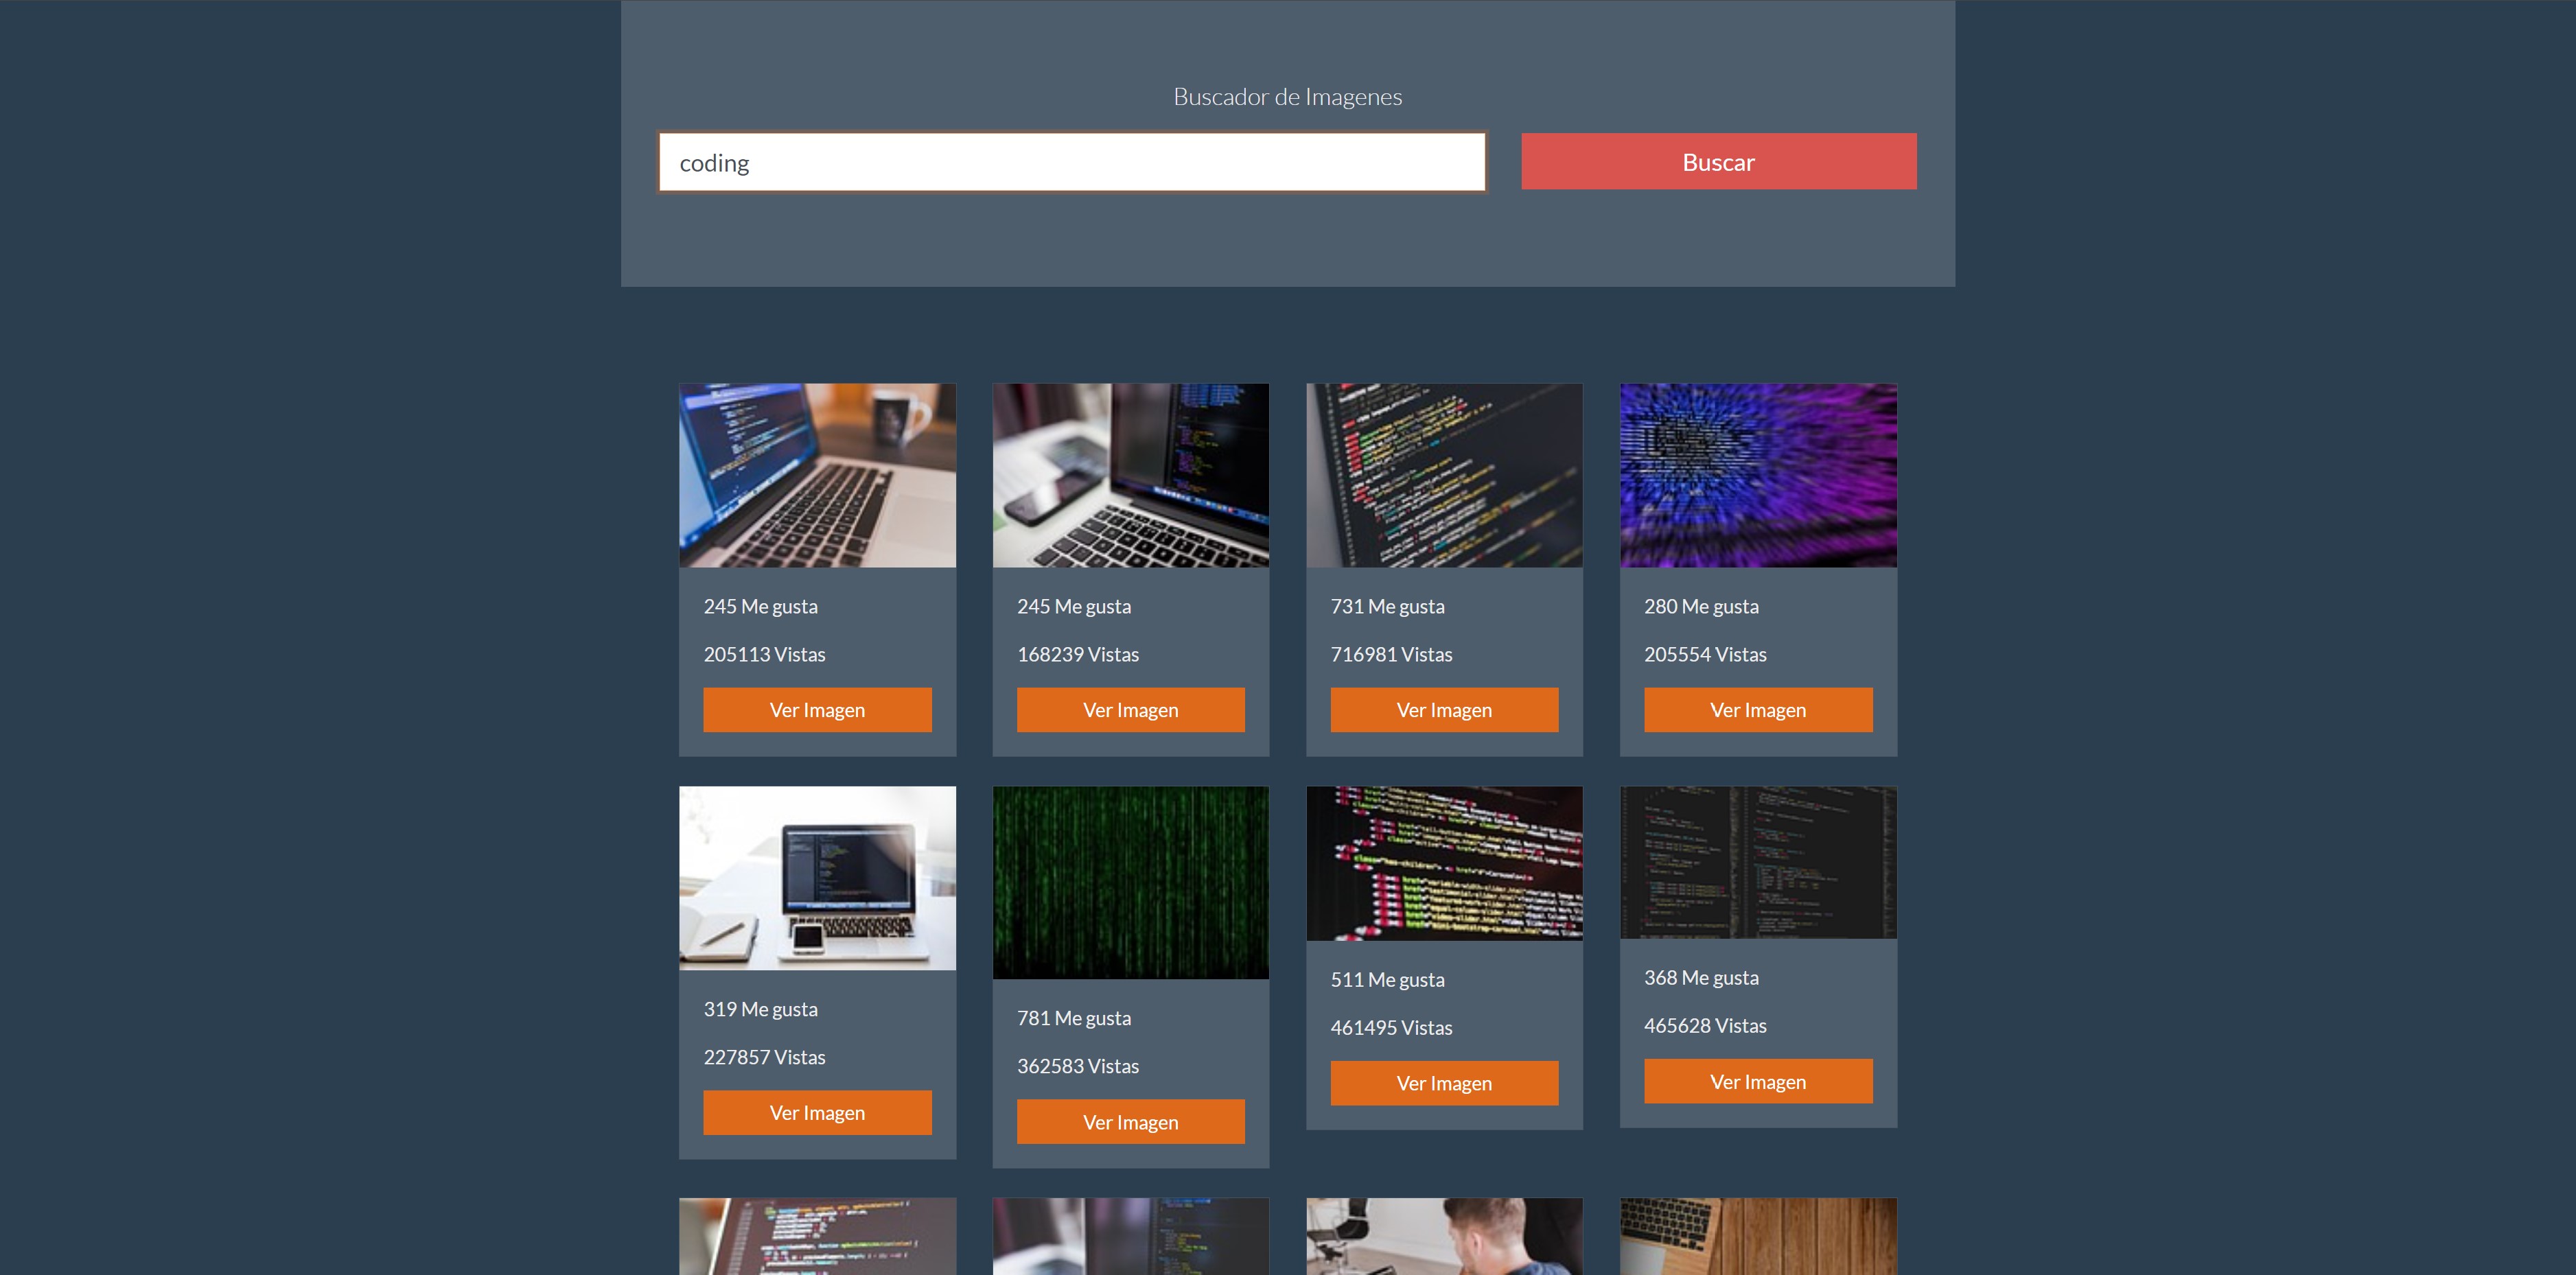 Buscador de Imagenes
coding
Buscar
245 Me gusta
205113 Vistas
Ver Imagen
245 Me gusta
168239 Vistas
Ver Imagen
731 Me gusta
716981 Vistas
Ver Imagen
280 Me gusta
205554 Vistas
Ver Imagen
319 Me gusta
227857 Vistas
Ver Imagen
781 Me gusta
362583 Vistas
Ver Imagen
511 Me gusta
461495 Vistas
Ver Imagen
368 Me gusta
465628 Vistas
Ver Imagen